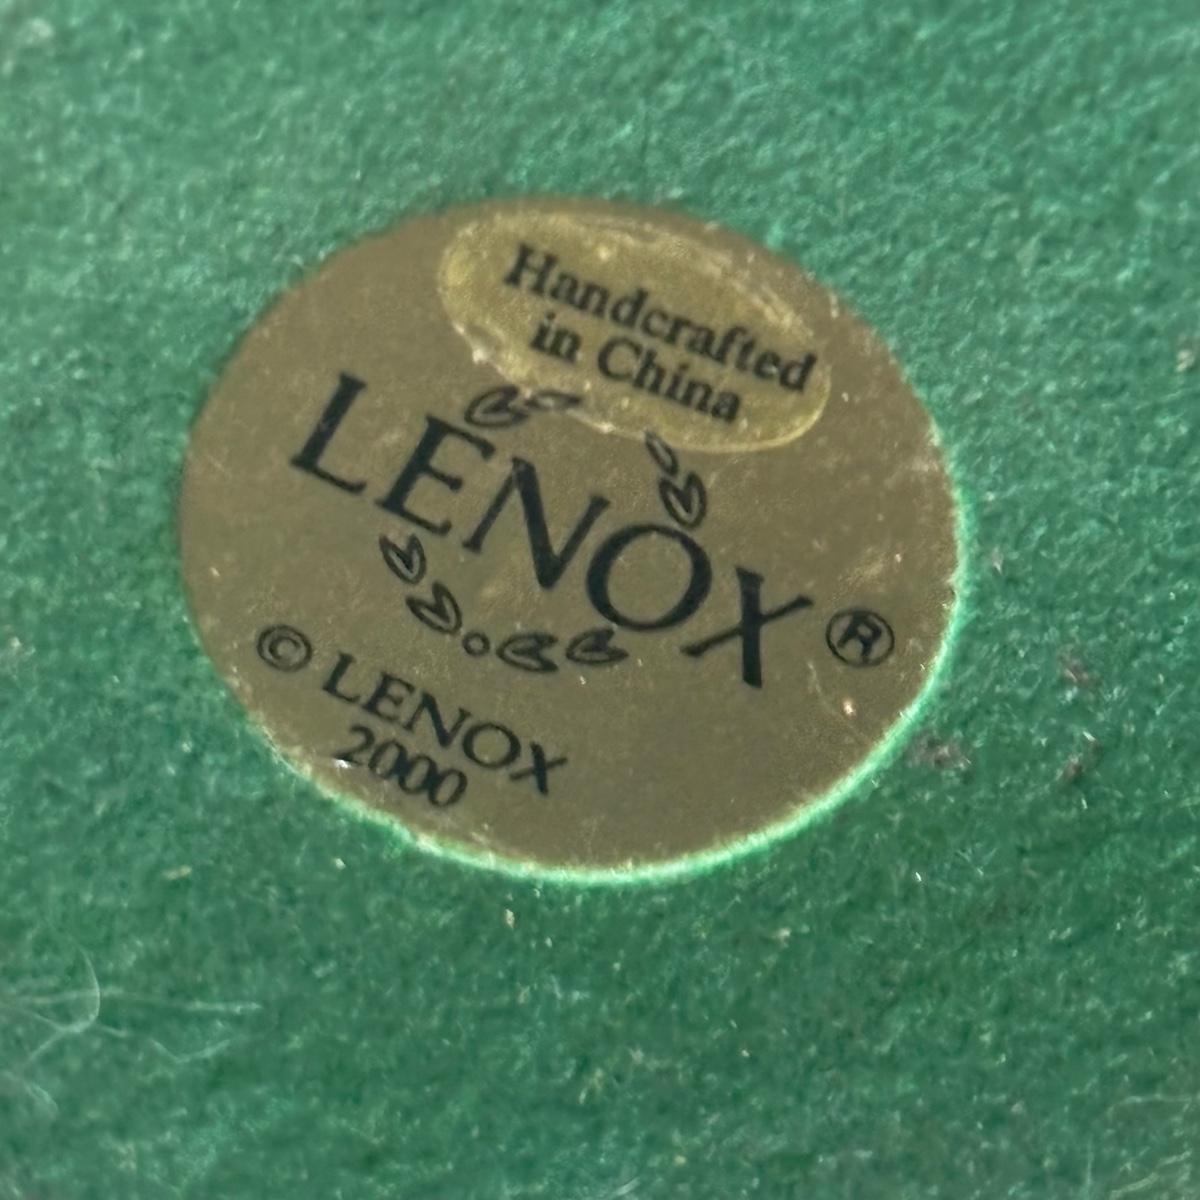 Handcrafted
in China
LENOX®
© LENOX
2000